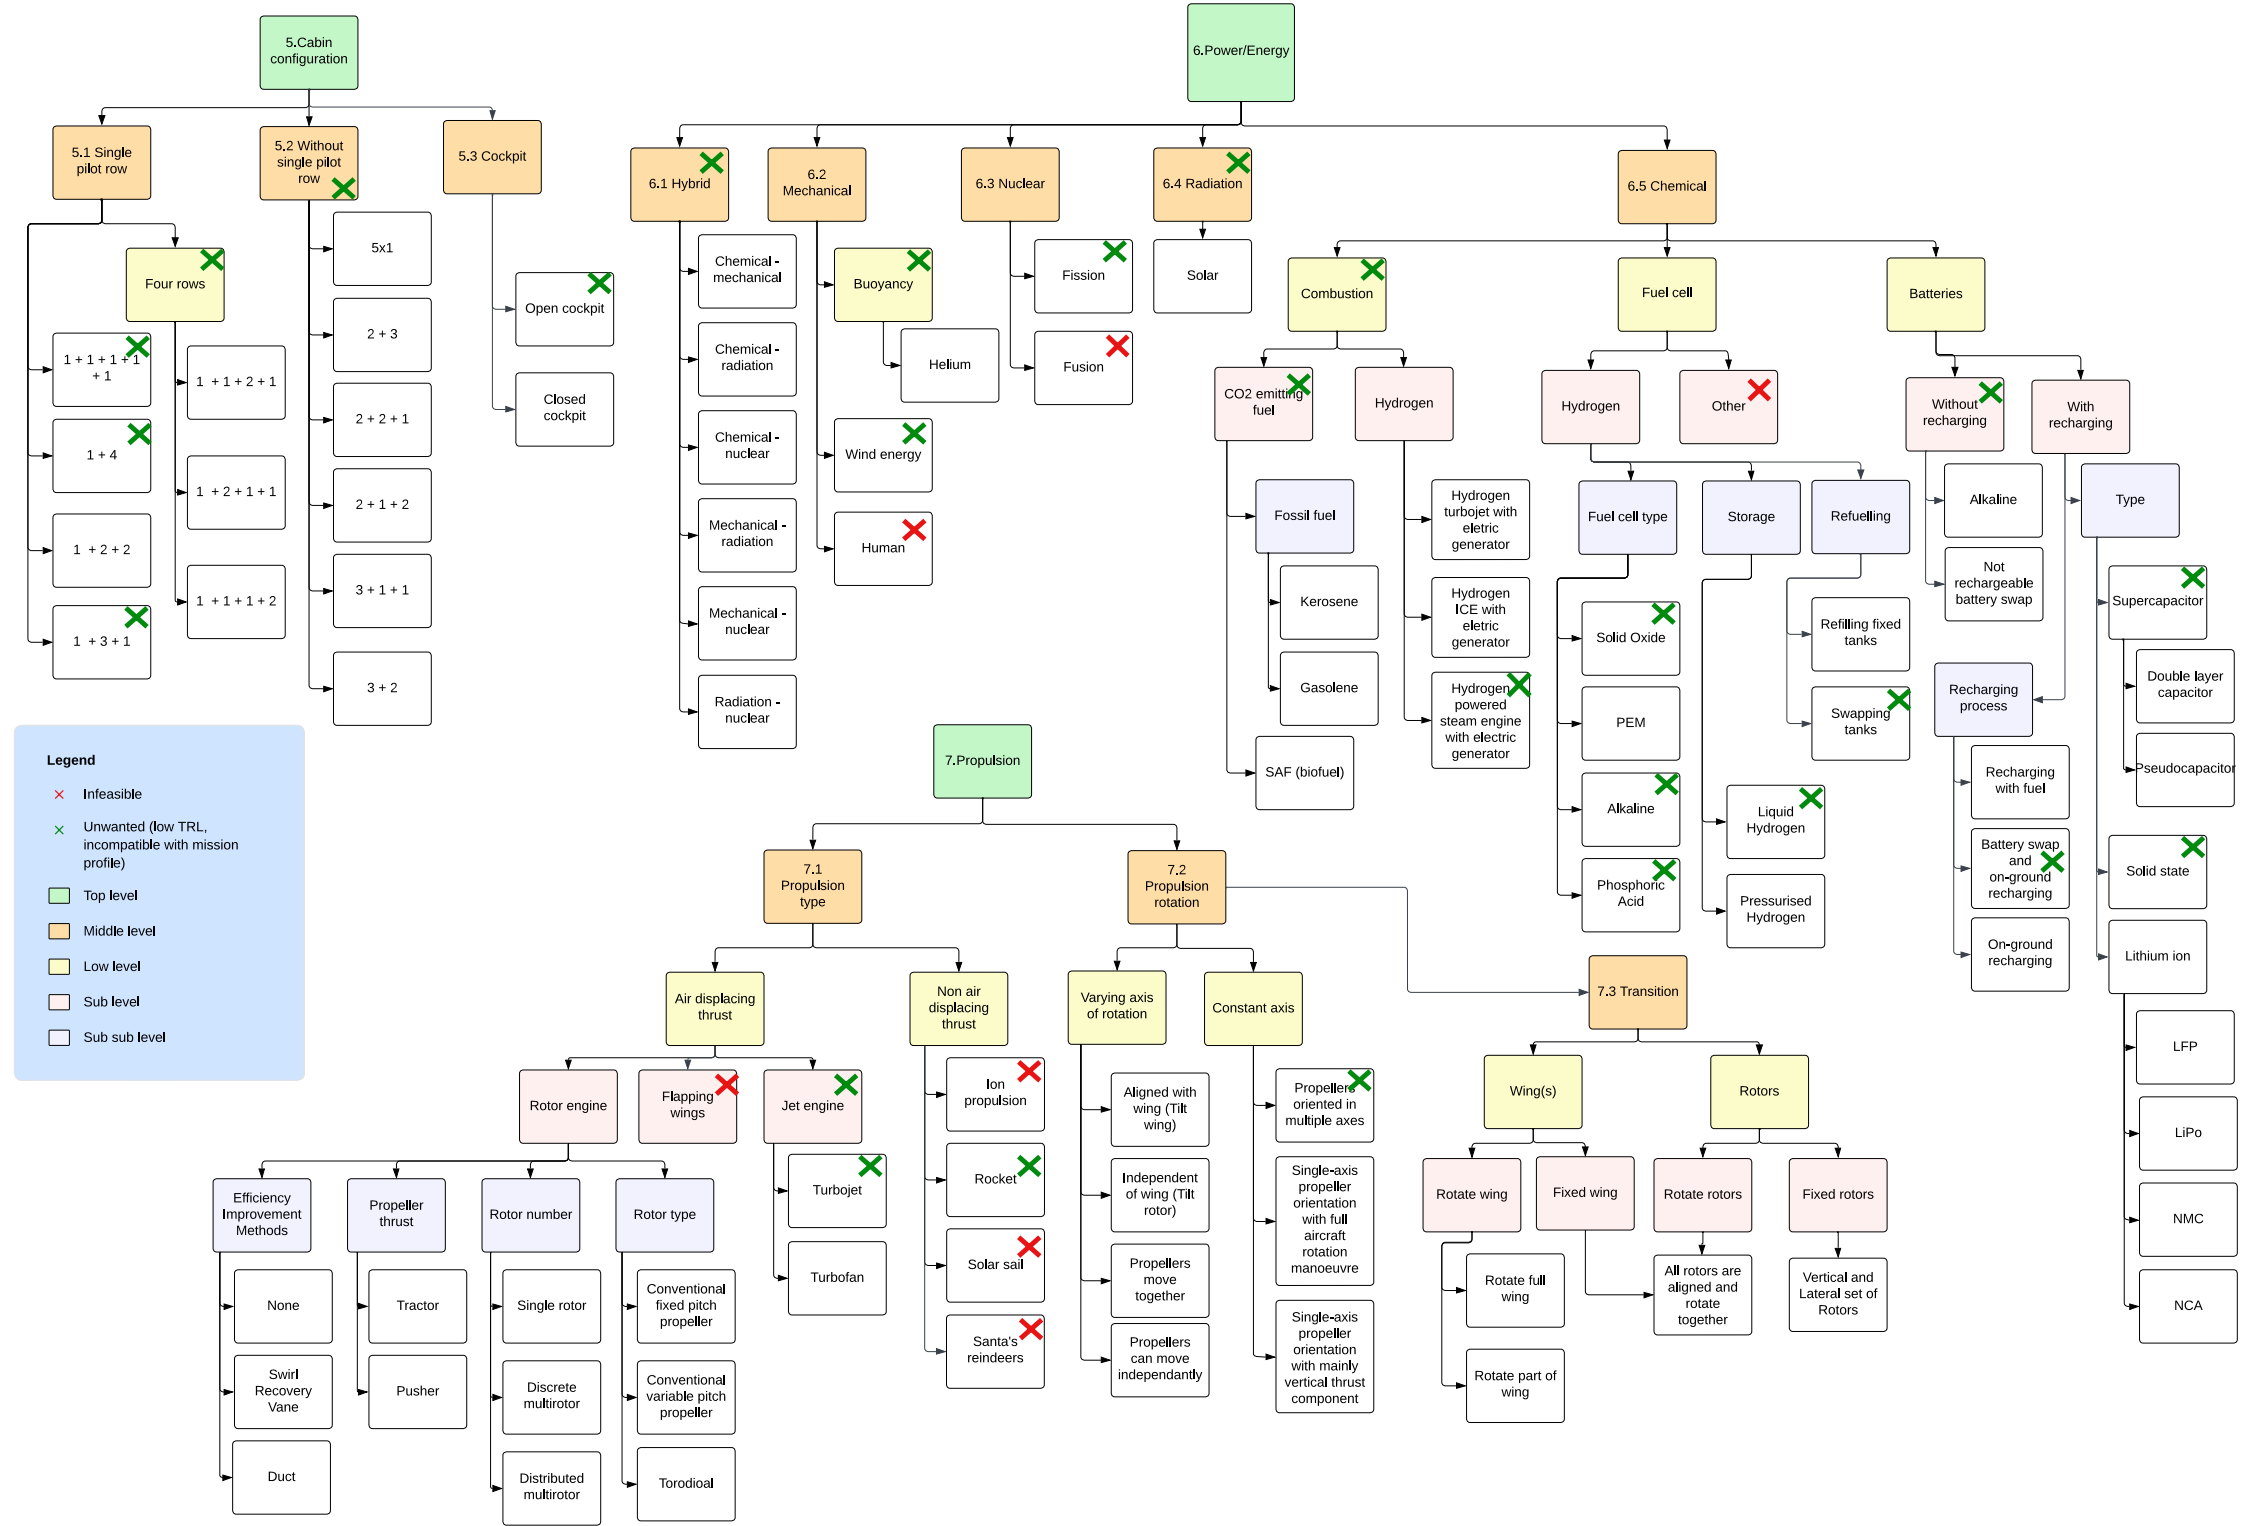 5.Cabin
configuration
5.1 Single
pilot row
5.2 Without
single pilot
row
5.3 Cockpit
Four rows
1 + 1 + 1 + 1
+ 1
1 + 4
1 + 2 + 2
1 + 3 + 1
1 + 1 + 2 + 1
1 + 2 + 1 + 1
1 + 1 + 1 + 2
5x1
2 + 3
2 + 2 + 1
2 + 1 + 2
3 + 1 + 1
3 + 2
Open cockpit
Closed
cockpit
6.Power/Energy
6.1 Hybrid
6.2
Mechanical
6.3 Nuclear
6.4 Radiation
6.5 Chemical
Chemical -
mechanical
Chemical -
radiation
Chemical -
nuclear
Mechanical -
radiation
Mechanical -
nuclear
Radiation -
nuclear
Buoyancy
Helium
Wind energy
Human
Fission
Fusion
Solar
Combustion
Fuel cell
Batteries
CO2 emitting
fuel
Hydrogen
Fossil fuel
Kerosene
Gasolene
SAF (biofuel)
Hydrogen
turbojet with
eletric
generator
Hydrogen
ICE with
eletric
generator
Hydrogen
powered
steam engine
with electric
generator
Hydrogen
Other
Fuel cell type
Storage
Refuelling
Solid Oxide
PEM
Alkaline
Phosphoric
Acid
Liquid
Hydrogen
Pressurised
Hydrogen
Refilling fixed
tanks
Swapping
tanks
Without
recharging
With
recharging
Alkaline
Not
rechargeable
battery swap
Type
Recharging
process
Recharging
with fuel
Battery swap
and
on-ground
recharging
On-ground
recharging
Supercapacitor
Double layer
capacitor
Pseudocapacitor
Solid state
Lithium ion
LFP
LiPo
NMC
NCA
Legend
Infeasible
Unwanted (low TRL,
incompatible with mission
profile)
Top level
Middle level
Low level
Sub level
Sub sub level
7.Propulsion
7.1
Propulsion
type
7.2
Propulsion
rotation
7.3 Transition
Air displacing
thrust
Non air
displacing
thrust
Rotor engine
Flapping
wings
Jet engine
Efficiency
Improvement
Methods
Propeller
thrust
Rotor number
Rotor type
None
Swirl
Recovery
Vane
Duct
Tractor
Pusher
Single rotor
Discrete
multirotor
Distributed
multirotor
Conventional
fixed pitch
propeller
Conventional
variable pitch
propeller
Torodioal
Turbojet
Turbofan
Ion
propulsion
Rocket
Solar sail
Santa's
reindeers
Varying axis
of rotation
Constant axis
Aligned with
wing (Tilt
wing)
Independent
of wing (Tilt
rotor)
Propellers
move
together
Propellers
can move
independantly
Propellers
oriented in
multiple axes
Single-axis
propeller
orientation
with full
aircraft
rotation
manoeuvre
Single-axis
propeller
orientation
with mainly
vertical thrust
component
Wing(s)
Rotors
Rotate wing
Fixed wing
Rotate rotors
Fixed rotors
Rotate full
wing
Rotate part of
wing
All rotors are
aligned and
rotate
together
Vertical and
Lateral set of
Rotors